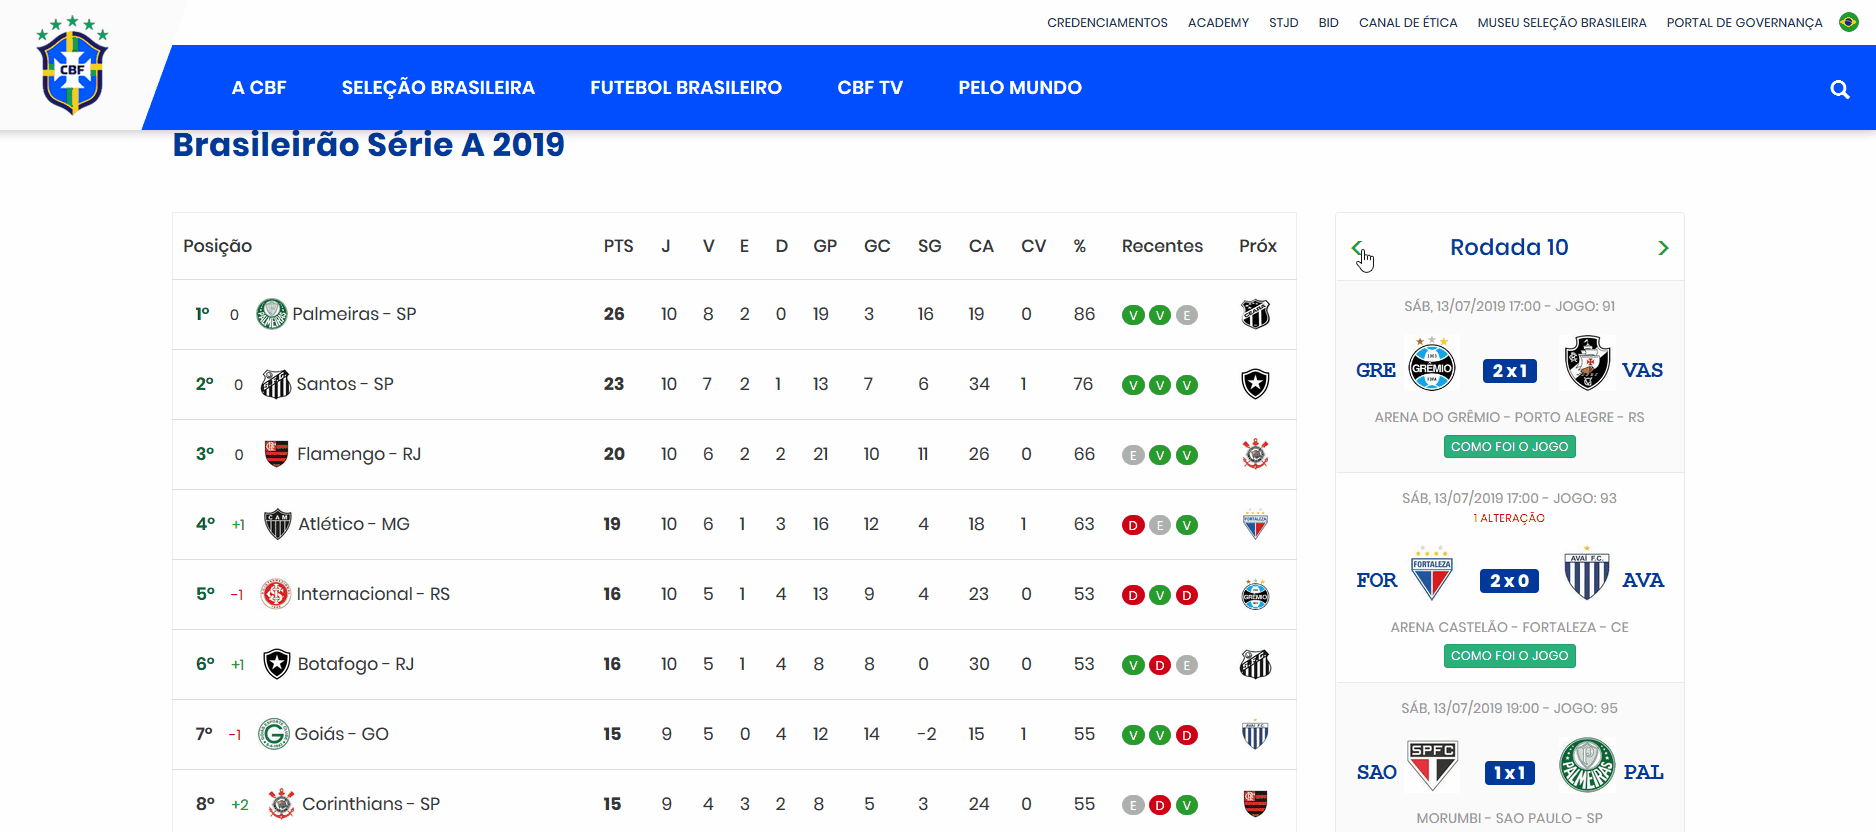 CREDENCIAMENTOS ACADEMY STJD BID CANAL DE ÉTICA MUSEU SELEÇÃO BRASILEIRA PORTAL DE GOVERNANÇA
CBF
A CBF SELEÇÃO BRASILEIRA FUTEBOL BRASILEIRO CBF TV PELO MUNDO
Brasileirão Série A 2019
Posição PTS J V E D GP GC SG CA CV % Recentes Próx
1º 0 Palmeiras - SP 26 10 8 2 0 19 3 16 19 0 86 V V E
2º 0 Santos - SP 23 10 7 2 1 13 7 6 34 1 76 V V V
3º 0 Flamengo - RJ 20 10 6 2 2 21 10 11 26 0 66 E V V
4º +1 Atlético - MG 19 10 6 1 3 16 12 4 18 1 63 D E V
5º -1 Internacional - RS 16 10 5 1 4 13 9 4 23 0 53 D V D
6º +1 Botafogo - RJ 16 10 5 1 4 8 8 0 30 0 53 V D E
7º -1 Goiás - GO 15 9 5 0 4 12 14 -2 15 1 55 V V D
8º +2 Corinthians - SP 15 9 4 3 2 8 5 3 24 0 55 E D V
Rodada 10
SÁB, 13/07/2019 17:00 - JOGO: 91
GRE GRÊMIO 2 x 1 VAS
ARENA DO GRÊMIO - PORTO ALEGRE - RS
COMO FOI O JOGO
SÁB, 13/07/2019 17:00 - JOGO: 93
1 ALTERAÇÃO
FOR FORTALEZA 2 x 0 AVAÍ F.C. AVA
ARENA CASTELÃO - FORTALEZA - CE
COMO FOI O JOGO
SÁB, 13/07/2019 19:00 - JOGO: 95
SAO SPFC 1 x 1 PALMEIRAS PAL
MORUMBI - SAO PAULO - SP